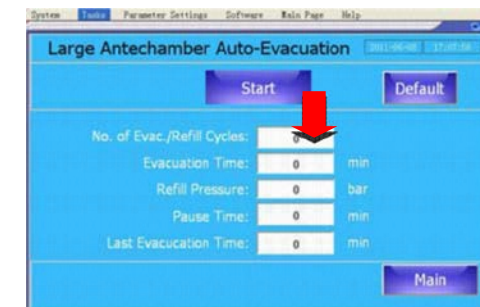 System Tasks Parameter Settings Software Main Page Help
Large Antechamber Auto-Evacuation
Start Default
No. of Evac./Refill Cycles: 0
Evacuation Time: 0 min
Refill Pressure: 0 bar
Pause Time: 0 min
Last Evacucation Time: 0 min
Main